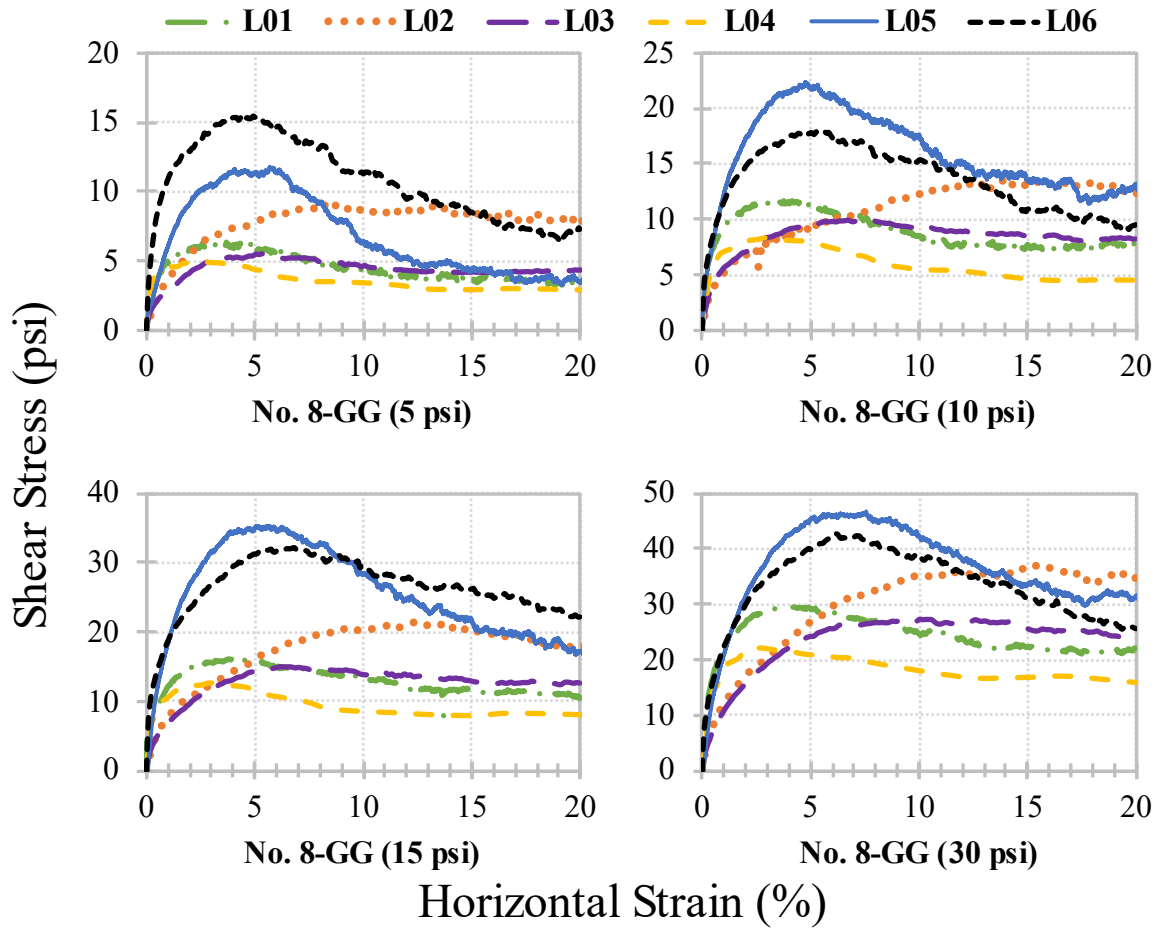 L01 L02 L03 L04 L05 L06
Shear Stress (psi)
20
15
10
5
0
0 5 10 15 20
No. 8-GG (5 psi)
25
20
15
10
5
0
0 5 10 15 20
No. 8-GG (10 psi)
40
30
20
10
0
0 5 10 15 20
No. 8-GG (15 psi)
50
40
30
20
10
0
0 5 10 15 20
No. 8-GG (30 psi)
Horizontal Strain (%)